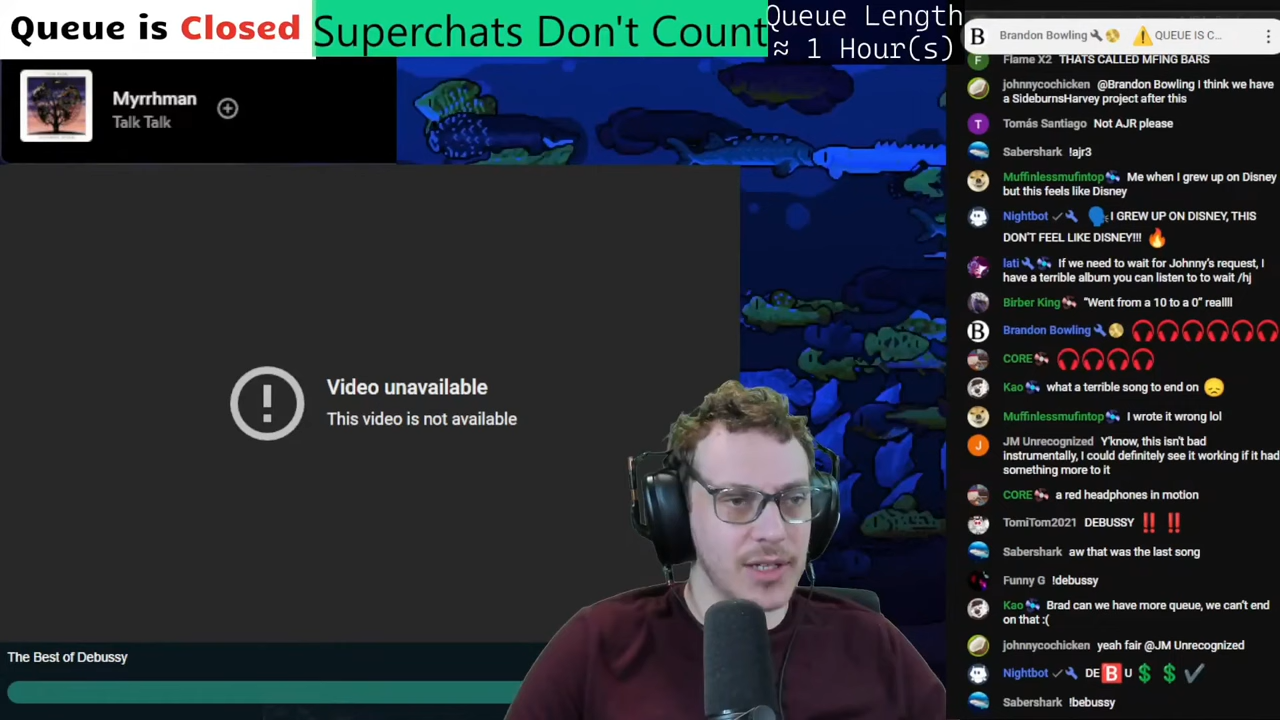 Queue is Closed
Superchats Don't Count
Queue Length
≈ 1 Hour(s)
Myrrhman
Talk Talk
Video unavailable
This video is not available
The Best of Debussy
Brandon Bowling QUEUE IS C...
Flame X2 THATS CALLED MFING BARS
johnnycochicken @Brandon Bowling I think we have
a SideburnsHarvey project after this
Tomás Santiago Not AJR please
Sabershark !ajr3
Muffinlessmufintop Me when I grew up on Disney
but this feels like Disney
Nightbot I GREW UP ON DISNEY, THIS
DON'T FEEL LIKE DISNEY!!!
lati If we need to wait for Johnny's request, I
have a terrible album you can listen to to wait /hj
Birber King “Went from a 10 to a 0” reallll
Brandon Bowling
CORE
Kao what a terrible song to end on
Muffinlessmufintop I wrote it wrong lol
JM Unrecognized Y'know, this isn't bad
instrumentally, I could definitely see it working if it had
something more to it
CORE a red headphones in motion
TomiTom2021 DEBUSSY ‼️ ‼️
Sabershark aw that was the last song
Funny G !debussy
Kao Brad can we have more queue, we can't end
on that :(
johnnycochicken yeah fair @JM Unrecognized
Nightbot DE🅱️U💲💲✔️
Sabershark !bebussy